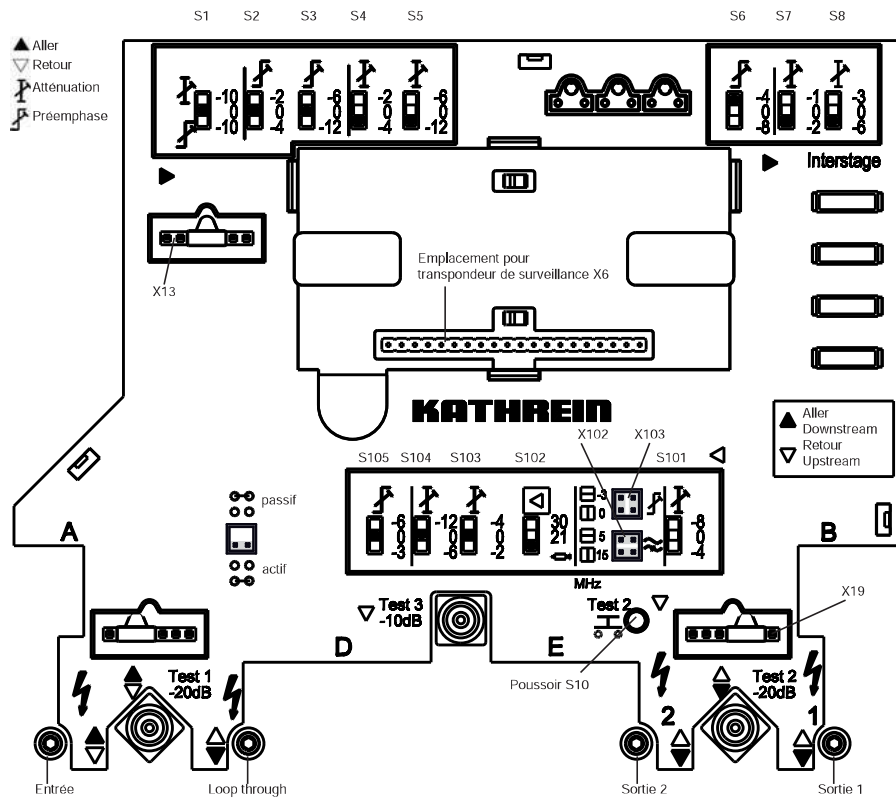 S1 S2 S3 S4 S5 S6 S7 S8
Aller
Retour
Atténuation
Préemphase
-10 -2 -6 -2 -6
0 0 0 0 0
-10 -4 -12 -4 -12
-4 -1 -3
0 0 0
-8 -2 -6
Interstage
X13
Emplacement pour
transpondeur de surveillance X6
KATHREIN
Aller
Downstream
Retour
Upstream
X102 X103
S105 S104 S103 S102 S101
-6 -12 -4 30 -3 -8
0 0 0 21 0 0
-3 -6 -2 5 -4
15
MHz
passif
actif
A
B
X19
Test 3
-10dB
Test 2
D
E
Poussoir S10
Test 1
-20dB
Test 2
-20dB
2
1
Entrée
Loop through
Sortie 2
Sortie 1